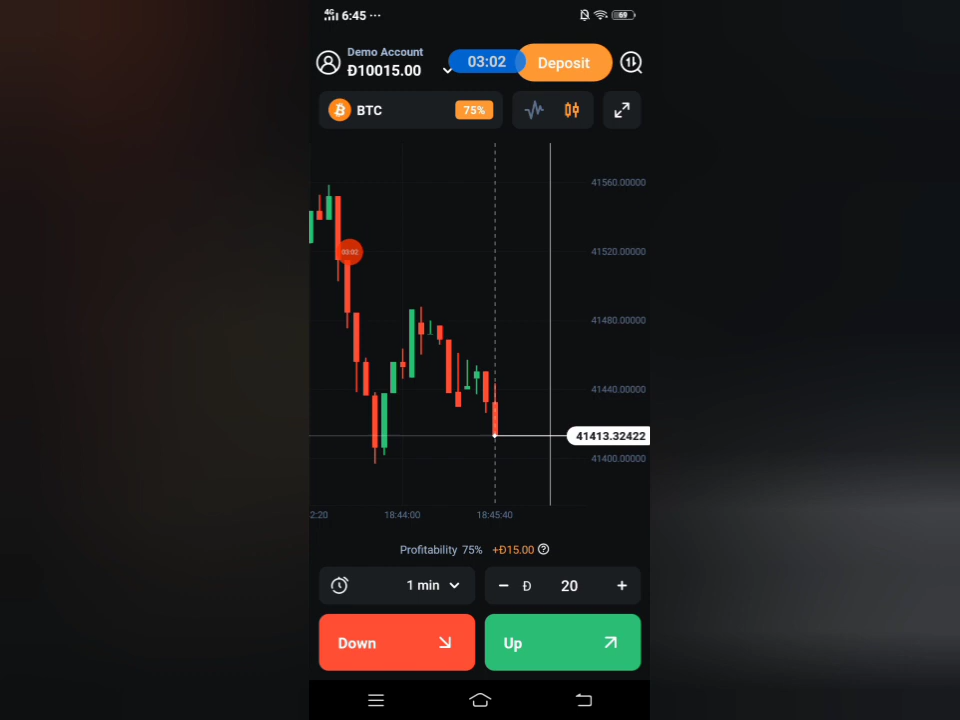 4G 6:45 ··· 69
Demo Account
Đ10015.00
03:02
Deposit
BTC 75%
41560.00000
03:02
41520.00000
41480.00000
41440.00000
41413.32422
41400.00000
2:20 18:44:00 18:45:40
Profitability 75% +Đ15.00 ?
1 min
− Đ 20 +
Down
Up